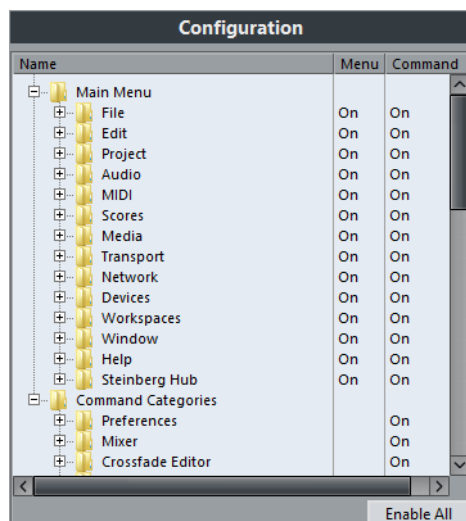 Configuration
Name Menu Command
Main Menu
File On On
Edit On On
Project On On
Audio On On
MIDI On On
Scores On On
Media On On
Transport On On
Network On On
Devices On On
Workspaces On On
Window On On
Help On On
Steinberg Hub On On
Command Categories
Preferences On
Mixer On
Crossfade Editor On
Enable All